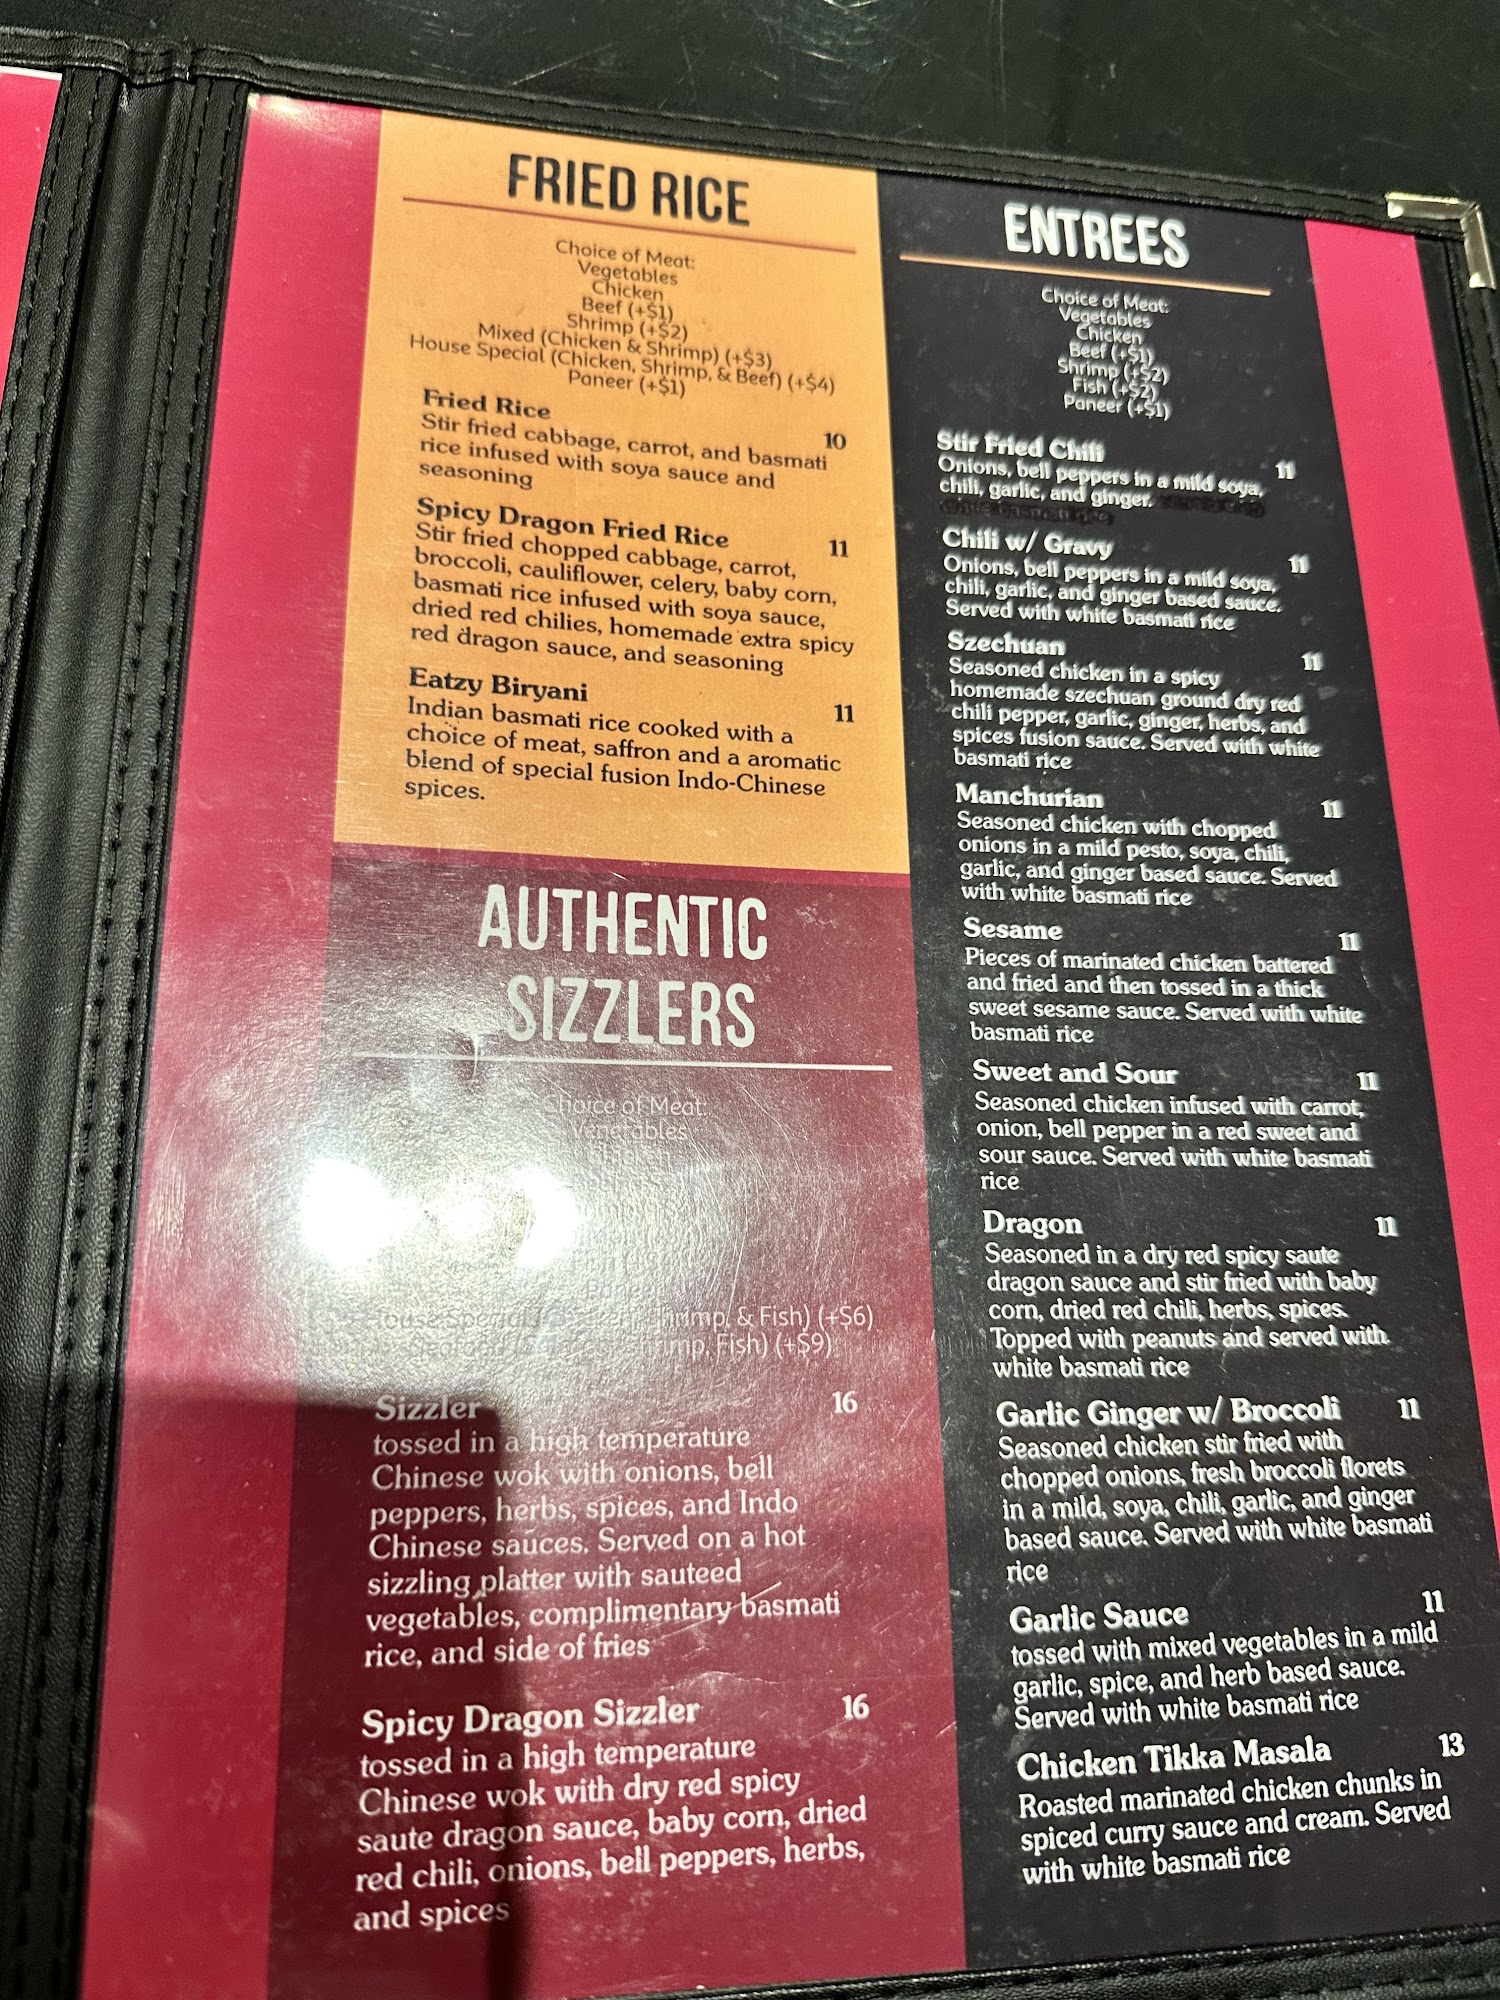 FRIED RICE
Choice of Meat:
Vegetables
Chicken
Beef (+$1)
Shrimp (+$2)
Mixed (Chicken & Shrimp) (+$3)
House Special (Chicken, Shrimp, & Beef) (+$4)
Paneer (+$1)
Fried Rice 10
Stir fried cabbage, carrot, and basmati
rice infused with soya sauce and
seasoning
Spicy Dragon Fried Rice 11
Stir fried chopped cabbage, carrot,
broccoli, cauliflower, celery, baby corn,
basmati rice infused with soya sauce,
dried red chilies, homemade extra spicy
red dragon sauce, and seasoning
Eatzy Biryani 11
Indian basmati rice cooked with a
choice of meat, saffron and a aromatic
blend of special fusion Indo-Chinese
spices.
AUTHENTIC
SIZZLERS
Choice of Meat:
Vegetables
House Special Shrimp, & Fish) (+$6)
Fish) (+$9)
Sizzler 16
tossed in a high temperature
Chinese wok with onions, bell
peppers, herbs, spices, and Indo
Chinese sauces. Served on a hot
sizzling platter with sauteed
vegetables, complimentary basmati
rice, and side of fries
Spicy Dragon Sizzler 16
tossed in a high temperature
Chinese wok with dry red spicy
saute dragon sauce, baby corn, dried
red chili, onions, bell peppers, herbs,
and spices
ENTREES
Choice of Meat:
Vegetables
Chicken
Beef (+$1)
Shrimp (+$2)
Fish (+$2)
Paneer (+$1)
Stir Fried Chili 11
Onions, bell peppers in a mild soya,
chili, garlic, and ginger.
white basmati rice
Chili w/ Gravy 11
Onions, bell peppers in a mild soya,
chili, garlic, and ginger based sauce.
Served with white basmati rice
Szechuan 11
Seasoned chicken in a spicy
homemade szechuan ground dry red
chili pepper, garlic, ginger, herbs, and
spices fusion sauce. Served with white
basmati rice
Manchurian 11
Seasoned chicken with chopped
onions in a mild pesto, soya, chili,
garlic, and ginger based sauce. Served
with white basmati rice
Sesame 11
Pieces of marinated chicken battered
and fried and then tossed in a thick
sweet sesame sauce. Served with white
basmati rice
Sweet and Sour 11
Seasoned chicken infused with carrot,
onion, bell pepper in a red sweet and
sour sauce. Served with white basmati
rice
Dragon 11
Seasoned in a dry red spicy saute
dragon sauce and stir fried with baby
corn, dried red chili, herbs, spices.
Topped with peanuts and served with
white basmati rice
Garlic Ginger w/ Broccoli 11
Seasoned chicken stir fried with
chopped onions, fresh broccoli florets
in a mild, soya, chili, garlic, and ginger
based sauce. Served with white basmati
rice
Garlic Sauce 11
tossed with mixed vegetables in a mild
garlic, spice, and herb based sauce.
Served with white basmati rice
Chicken Tikka Masala 13
Roasted marinated chicken chunks in
spiced curry sauce and cream. Served
with white basmati rice